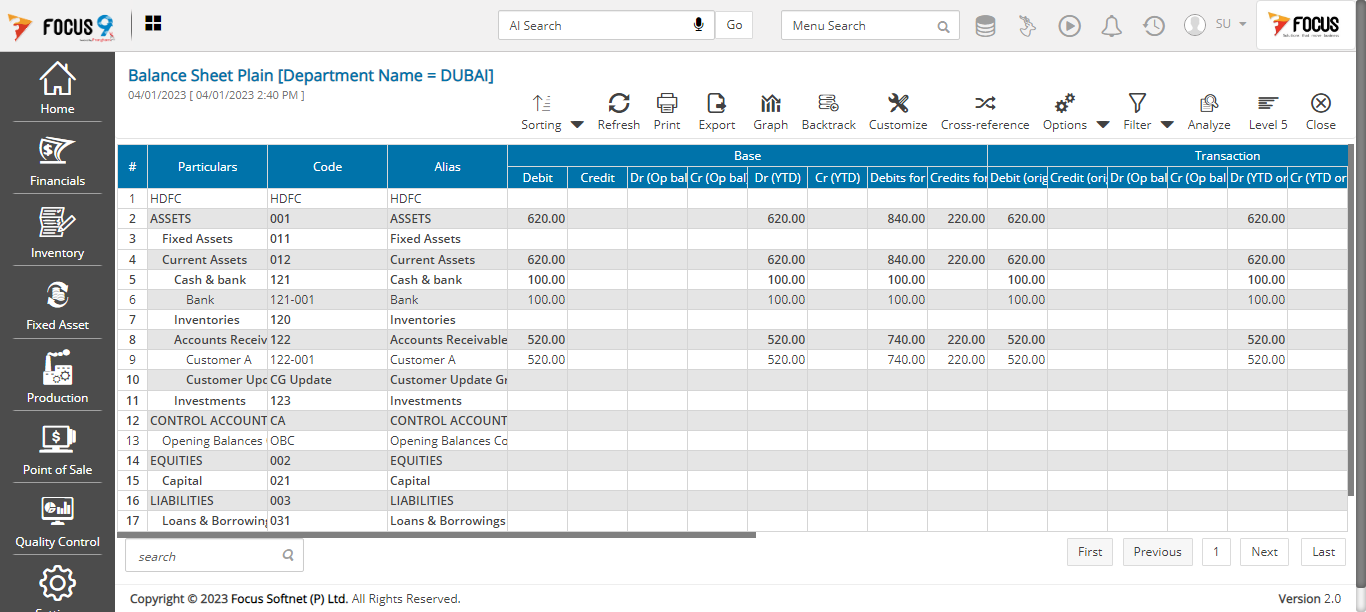 FOCUS 9
AI Search
Go
Menu Search
SU
FOCUS
Home
Financials
Inventory
Fixed Asset
Production
Point of Sale
Quality Control
Balance Sheet Plain [Department Name = DUBAI]
04/01/2023 [ 04/01/2023 2:40 PM ]
Sorting Refresh Print Export Graph Backtrack Customize Cross-reference Options Filter Analyze Level 5 Close
# Particulars Code Alias Base Transaction
Debit Credit Dr (Op bal Cr (Op bal Dr (YTD) Cr (YTD) Debits for Credits for Debit (orig Credit (ori Dr (Op bal Cr (Op bal Dr (YTD or Cr (YTD or
1 HDFC HDFC HDFC
2 ASSETS 001 ASSETS 620.00 620.00 840.00 220.00 620.00 620.00
3 Fixed Assets 011 Fixed Assets
4 Current Assets 012 Current Assets 620.00 620.00 840.00 220.00 620.00 620.00
5 Cash & bank 121 Cash & bank 100.00 100.00 100.00 100.00 100.00
6 Bank 121-001 Bank 100.00 100.00 100.00 100.00 100.00
7 Inventories 120 Inventories
8 Accounts Receiv 122 Accounts Receivable 520.00 520.00 740.00 220.00 520.00 520.00
9 Customer A 122-001 Customer A 520.00 520.00 740.00 220.00 520.00 520.00
10 Customer Upd CG Update Customer Update Gr
11 Investments 123 Investments
12 CONTROL ACCOUNT CA CONTROL ACCOUNT
13 Opening Balances OBC Opening Balances Co
14 EQUITIES 002 EQUITIES
15 Capital 021 Capital
16 LIABILITIES 003 LIABILITIES
17 Loans & Borrowing 031 Loans & Borrowings
search
First Previous 1 Next Last
Copyright © 2023 Focus Softnet (P) Ltd. All Rights Reserved.
Version 2.0